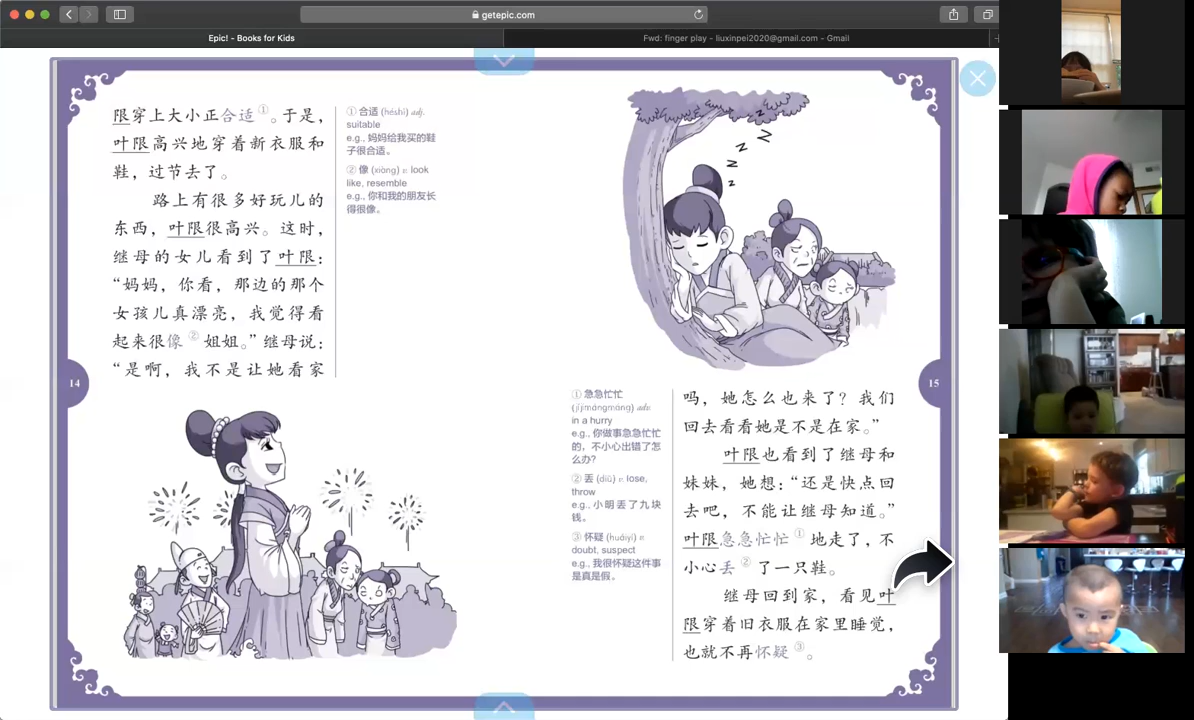 getepic.com
Epic! - Books for Kids
Fwd: finger play - liuxinpei2020@gmail.com - Gmail
限穿上大小正合适①。于是，
叶限高兴地穿着新衣服和
鞋，过节去了。
路上有很多好玩儿的
东西，叶限很高兴。这时，
继母的女儿看到了叶限：
“妈妈，你看，那边的那个
女孩儿真漂亮，我觉得看
起来很像②姐姐。”继母说：
“是啊，我不是让她看家
① 合适 (héshì) adj.
suitable
e.g., 妈妈给我买的鞋
子很合适。
② 像 (xiàng) v. look
like, resemble
e.g., 你和我的朋友长
得很像。
14
z
z
z
z
z
15
① 急急忙忙
(jíjímángmáng) adv.
in a hurry
e.g., 你做事急急忙忙
的，不小心出错了怎
么办？
② 丢 (diū) v. lose,
throw
e.g., 小明丢了九块
钱。
③ 怀疑 (huáiyí) v.
doubt, suspect
e.g., 我很怀疑这件事
是真是假。
吗，她怎么也来了？我们
回去看看她是不是在家。”
叶限也看到了继母和
妹妹，她想：“还是快点回
去吧，不能让继母知道。”
叶限急急忙忙①地走了，不
小心丢②了一只鞋。
继母回到家，看见叶
限穿着旧衣服在家里睡觉，
也就不再怀疑③。